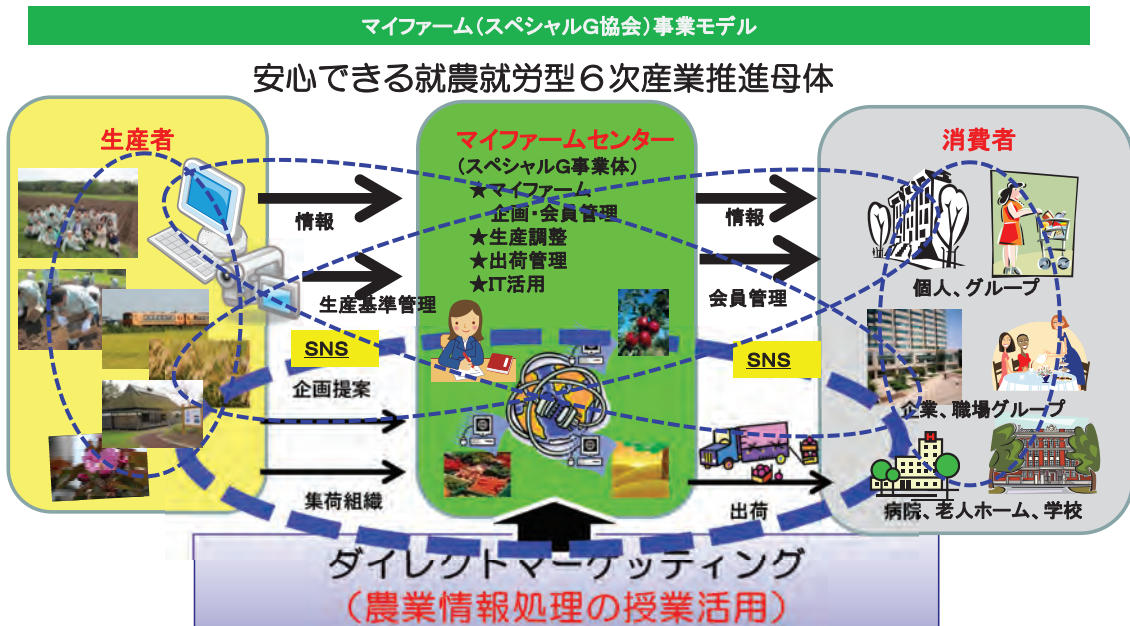 マイファーム(スペシャルG協会)事業モデル
安心できる就農就労型6次産業推進母体
生産者
情報
生産基準管理
SNS
企画提案
集荷組織
マイファームセンター
(スペシャルG事業体)
★マイファーム
企画・会員管理
★生産調整
★出荷管理
★IT活用
情報
会員管理
SNS
出荷
消費者
個人、グループ
企業、職場グループ
H
病院、老人ホーム、学校
ダイレクトマーケッティング
(農業情報処理の授業活用)